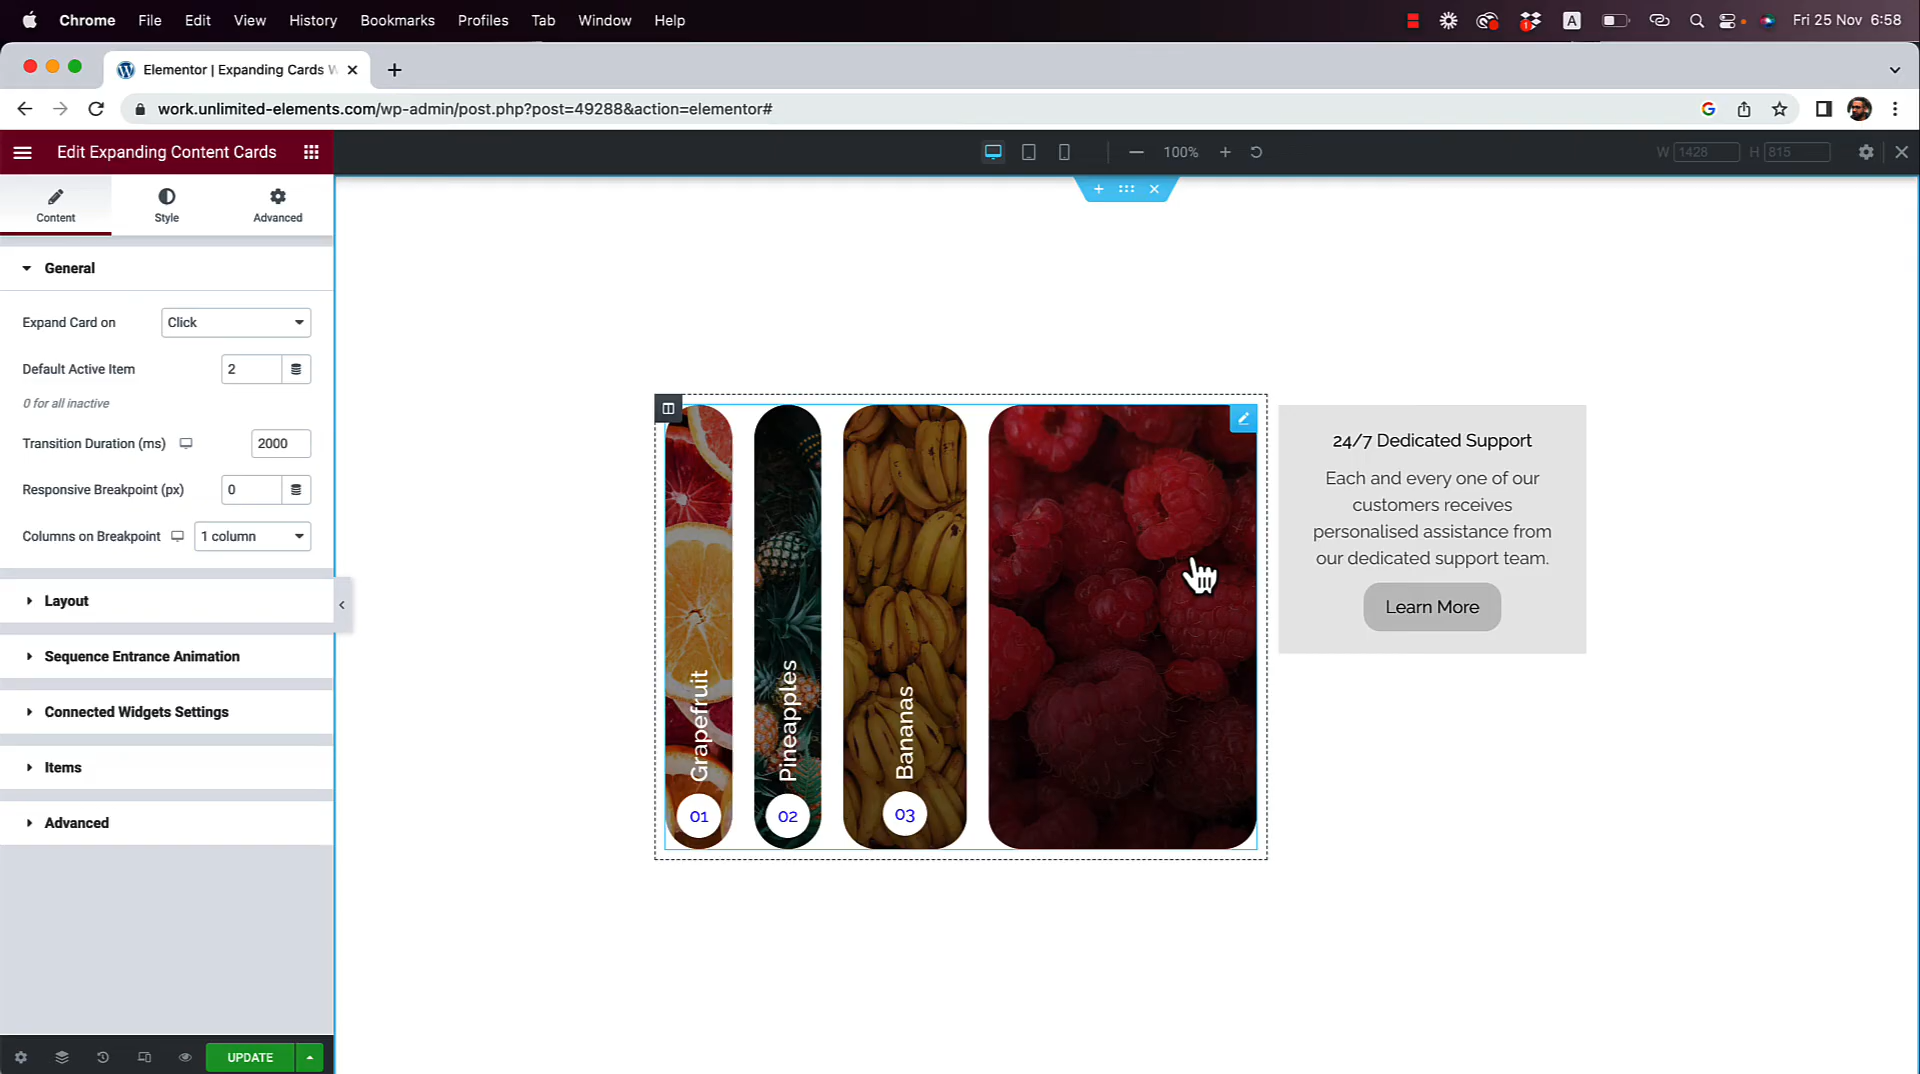 Chrome File Edit View History Bookmarks Profiles Tab Window Help
A
Fri 25 Nov 6:58
Elementor | Expanding Cards W
work.unlimited-elements.com/wp-admin/post.php?post=49288&action=elementor#
Edit Expanding Content Cards
100%
W 1428 H 815
Content Style Advanced
General
Expand Card on Click
Default Active Item 2
0 for all inactive
Transition Duration (ms) 2000
Responsive Breakpoint (px) 0
Columns on Breakpoint 1 column
Layout
Sequence Entrance Animation
Connected Widgets Settings
Items
Advanced
UPDATE
Grapefruit
01
Pineapples
02
Bananas
03
24/7 Dedicated Support
Each and every one of our
customers receives
personalised assistance from
our dedicated support team.
Learn More